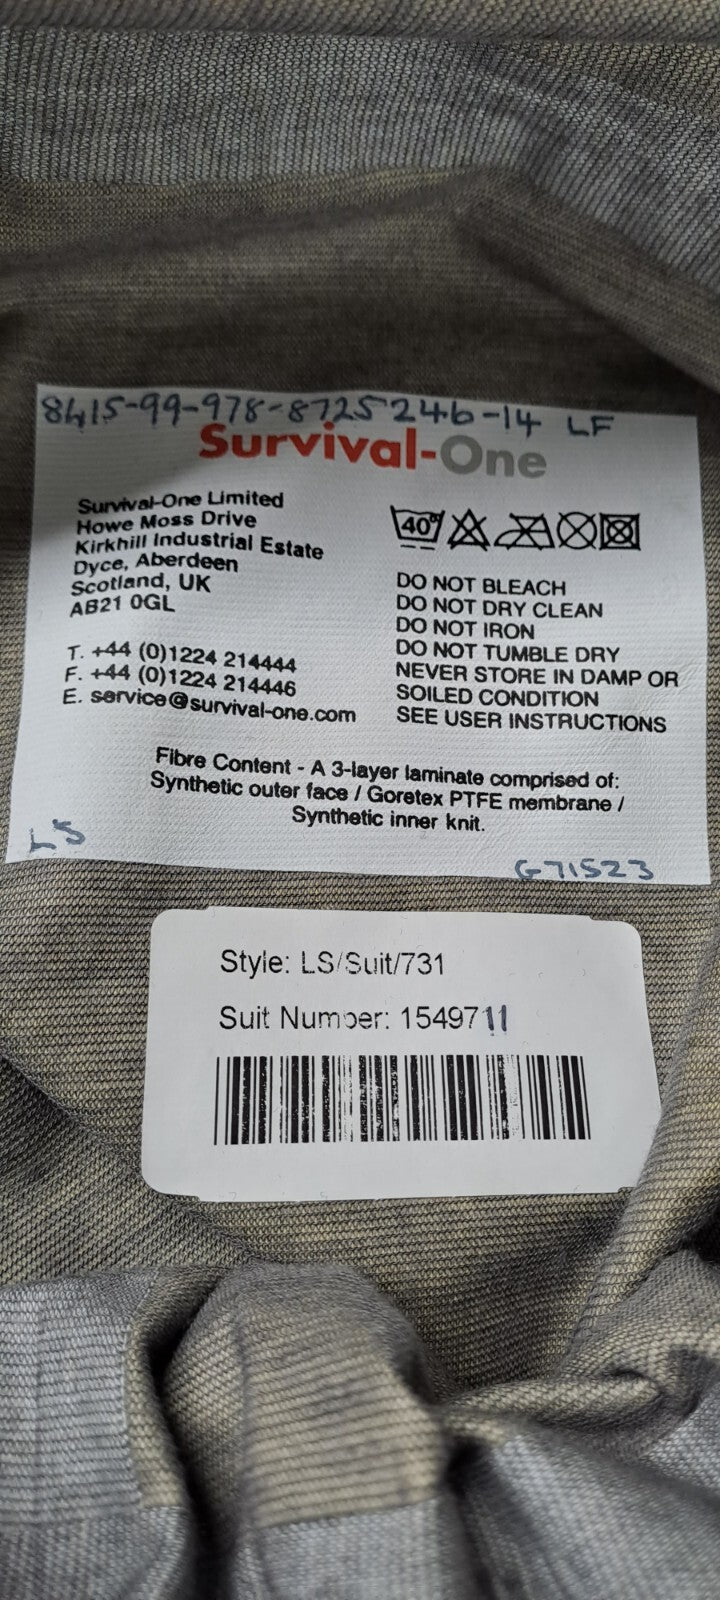 8415-99-978-8725 246-14 LF
Survival-One
Survival-One Limited
Howe Moss Drive
Kirkhill Industrial Estate
Dyce, Aberdeen
Scotland, UK
AB21 0GL
T. +44 (0)1224 214444
F. +44 (0)1224 214446
E. service@survival-one.com
40°
DO NOT BLEACH
DO NOT DRY CLEAN
DO NOT IRON
DO NOT TUMBLE DRY
NEVER STORE IN DAMP OR
SOILED CONDITION
SEE USER INSTRUCTIONS
Fibre Content - A 3-layer laminate comprised of:
Synthetic outer face / Goretex PTFE membrane /
Synthetic inner knit.
LS
G71523
Style: LS/Suit/731
Suit Number: 1549711